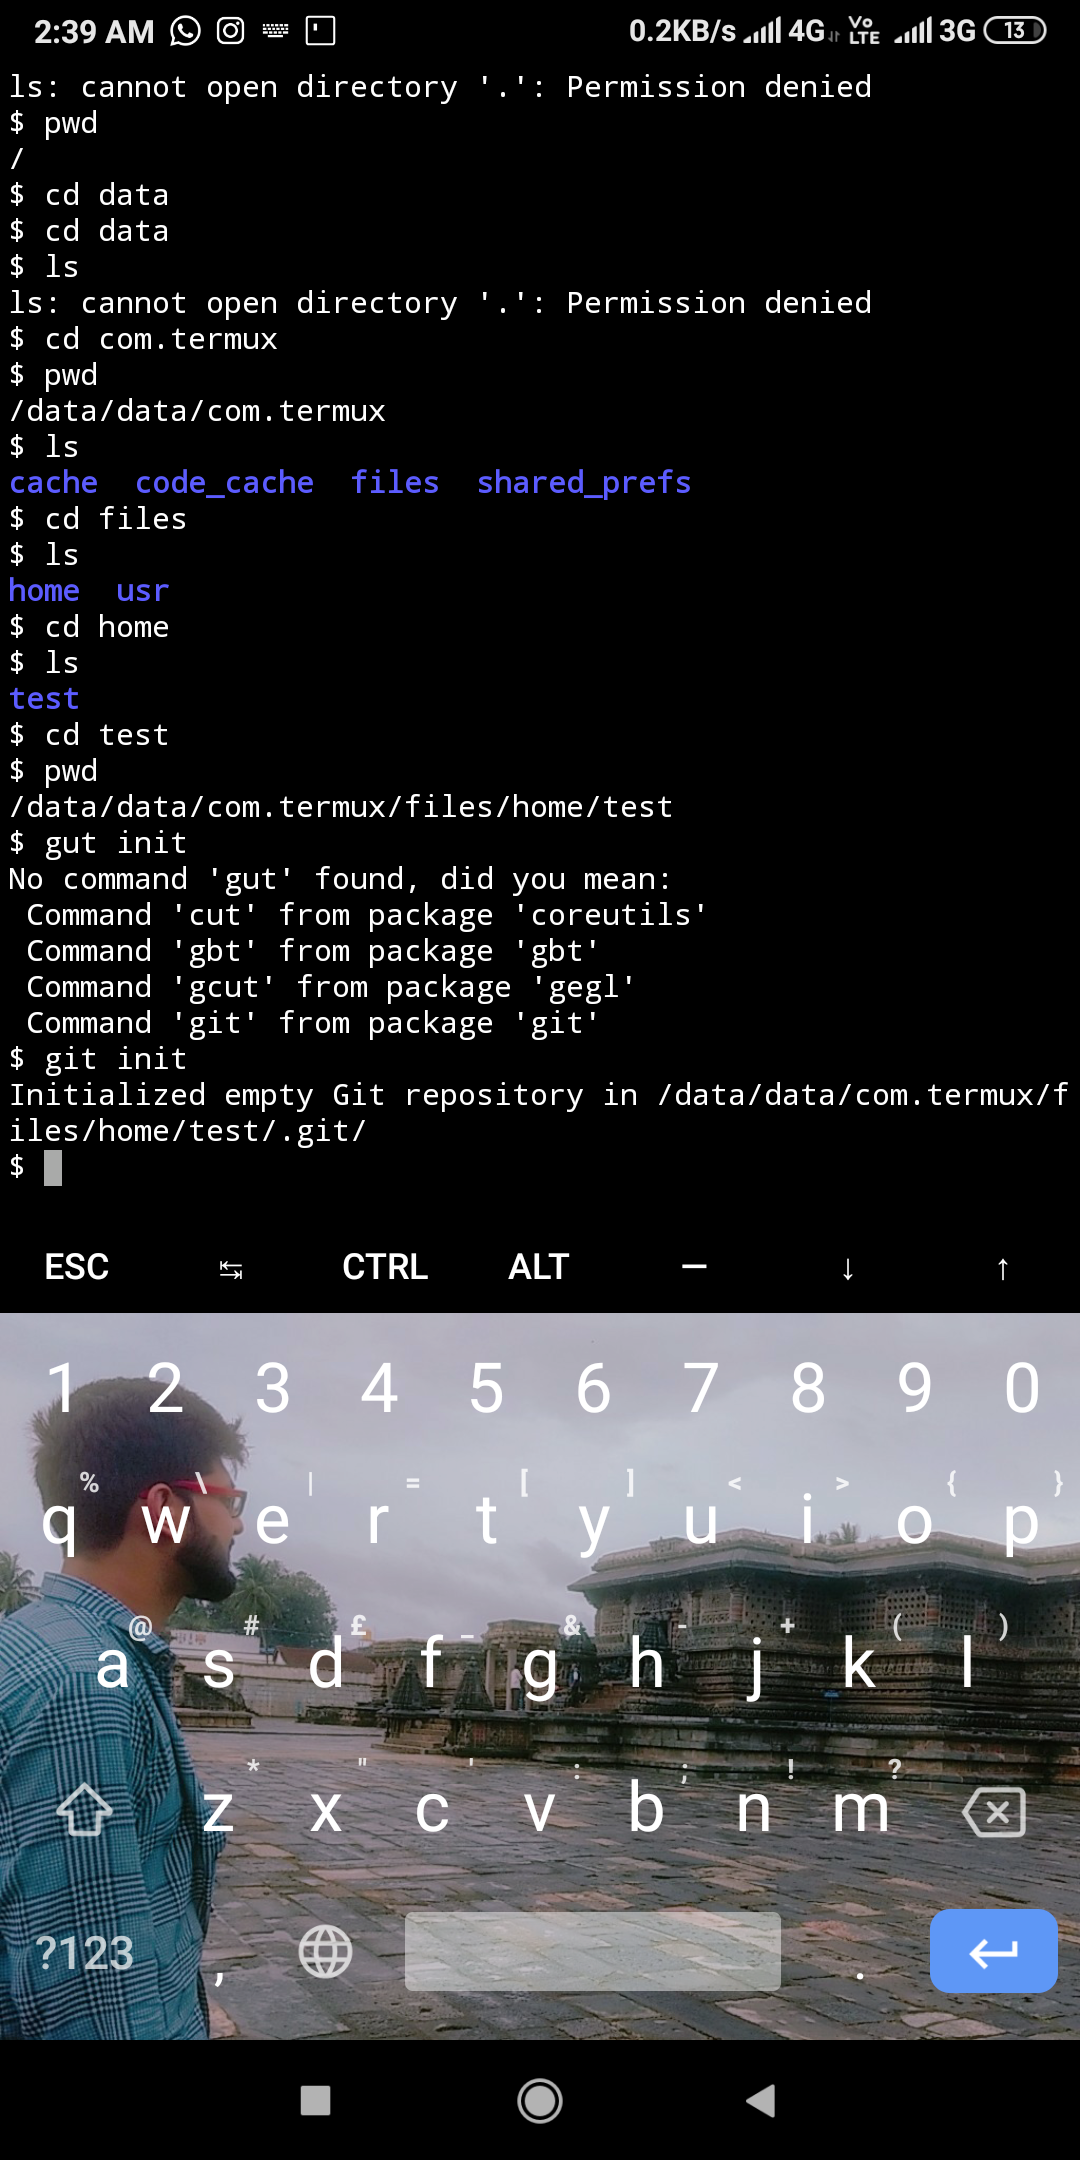 2:39 AM 0.2KB/s 4G Vo LTE 3G 13
ls: cannot open directory '.': Permission denied
$ pwd
/
$ cd data
$ cd data
$ ls
ls: cannot open directory '.': Permission denied
$ cd com.termux
$ pwd
/data/data/com.termux
$ ls
cache  code_cache  files  shared_prefs
$ cd files
$ ls
home  usr
$ cd home
$ ls
test
$ cd test
$ pwd
/data/data/com.termux/files/home/test
$ gut init
No command 'gut' found, did you mean:
 Command 'cut' from package 'coreutils'
 Command 'gbt' from package 'gbt'
 Command 'gcut' from package 'gegl'
 Command 'git' from package 'git'
$ git init
Initialized empty Git repository in /data/data/com.termux/f
iles/home/test/.git/
$
ESC ↹ CTRL ALT — ↓ ↑
1 2 3 4 5 6 7 8 9 0
% \ | = [ ] < > { }
q w e r t y u i o p
@ # £ _ & - + ( )
a s d f g h j k l
* " ' : ; ! ?
z x c v b n m
?123 , .